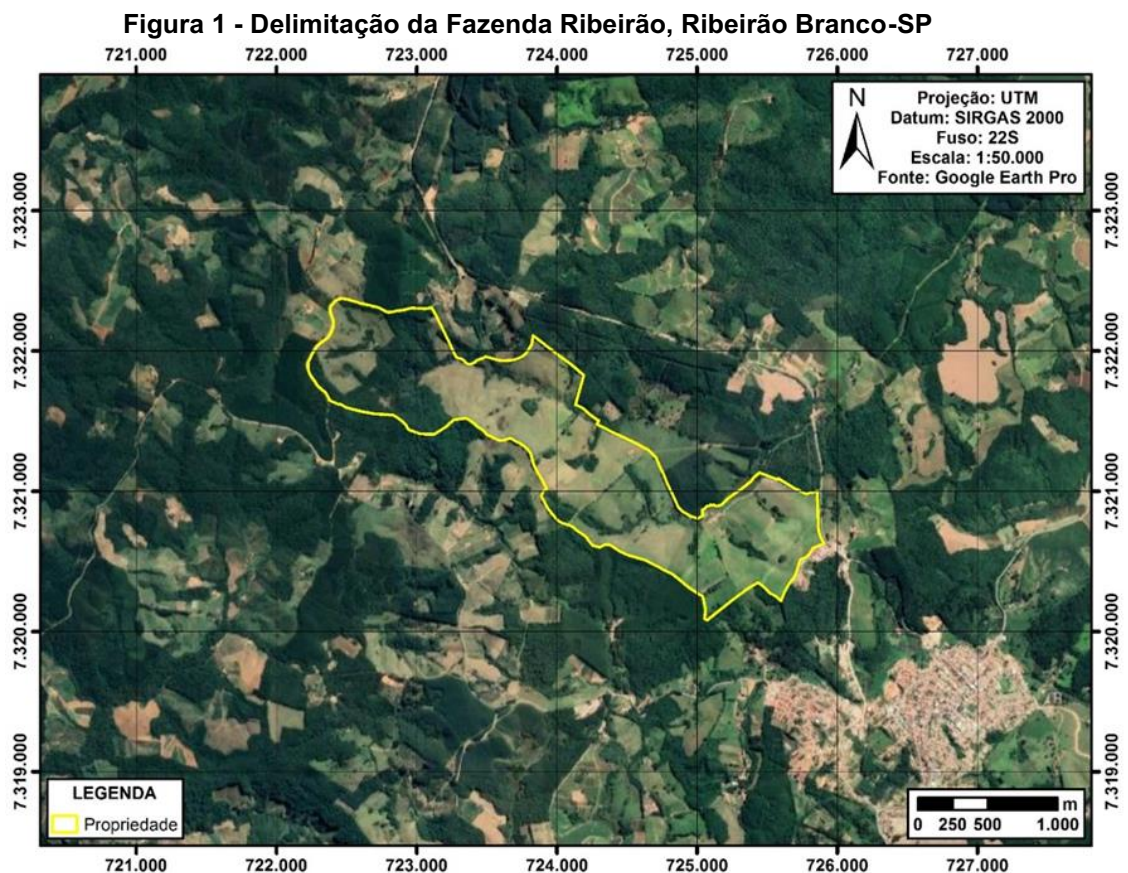 Figura 1 - Delimitação da Fazenda Ribeirão, Ribeirão Branco-SP
721.000 722.000 723.000 724.000 725.000 726.000 727.000
N
Projeção: UTM
Datum: SIRGAS 2000
Fuso: 22S
Escala: 1:50.000
Fonte: Google Earth Pro
7.323.000 7.323.000
7.322.000 7.322.000
7.321.000 7.321.000
7.320.000 7.320.000
7.319.000 7.319.000
LEGENDA
Propriedade
m
0 250 500 1.000
721.000 722.000 723.000 724.000 725.000 726.000 727.000